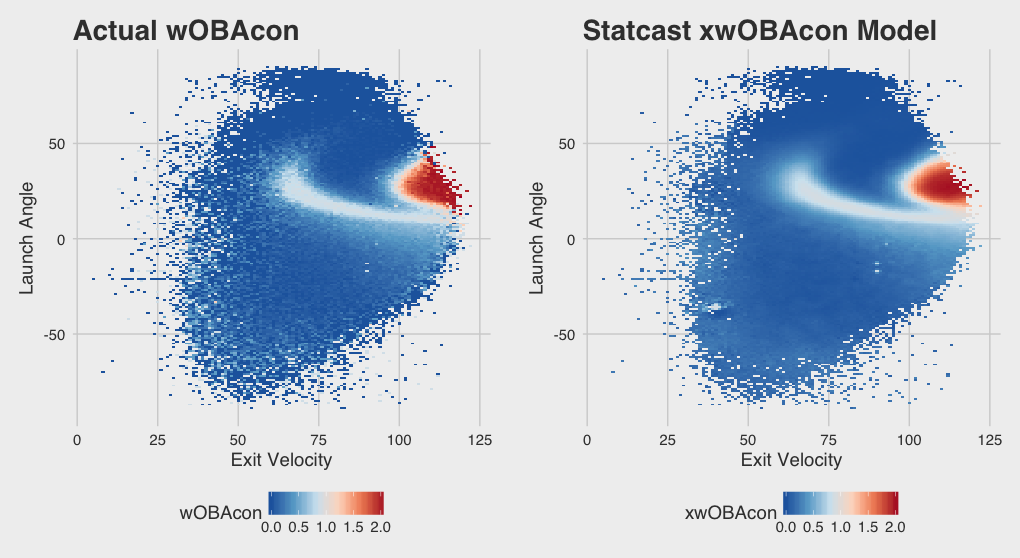 Actual wOBAcon
Statcast xwOBAcon Model
Launch Angle
50
0
-50
0 25 50 75 100 125
Exit Velocity
wOBAcon
0.0 0.5 1.0 1.5 2.0
Launch Angle
50
0
-50
0 25 50 75 100 125
Exit Velocity
xwOBAcon
0.0 0.5 1.0 1.5 2.0